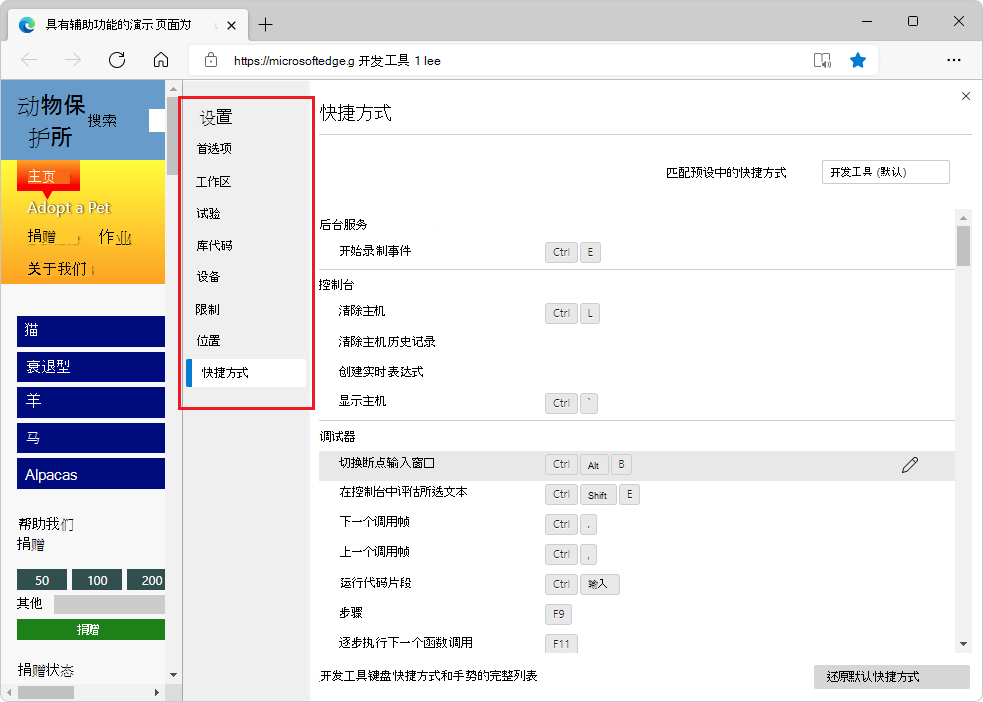 具有辅助功能的演示页面为
https://microsoftedge.g 开发工具 1 lee
动物保
护所
搜索
主页
Adopt a Pet
捐赠 作业
关于我们
猫
衰退型
羊
马
Alpacas
帮助我们
捐赠
50 100 200
其他
捐赠
捐赠状态
设置
首选项
工作区
试验
库代码
设备
限制
位置
快捷方式
快捷方式
匹配预设中的快捷方式 开发工具 (默认)
后台服务
开始录制事件 Ctrl E
控制台
清除主机 Ctrl L
清除主机历史记录
创建实时表达式
显示主机 Ctrl `
调试器
切换断点输入窗口 Ctrl Alt B
在控制台中评估所选文本 Ctrl Shift E
下一个调用帧 Ctrl .
上一个调用帧 Ctrl ,
运行代码片段 Ctrl 输入
步骤 F9
逐步执行下一个函数调用 F11
开发工具键盘快捷方式和手势的完整列表 还原默认快捷方式